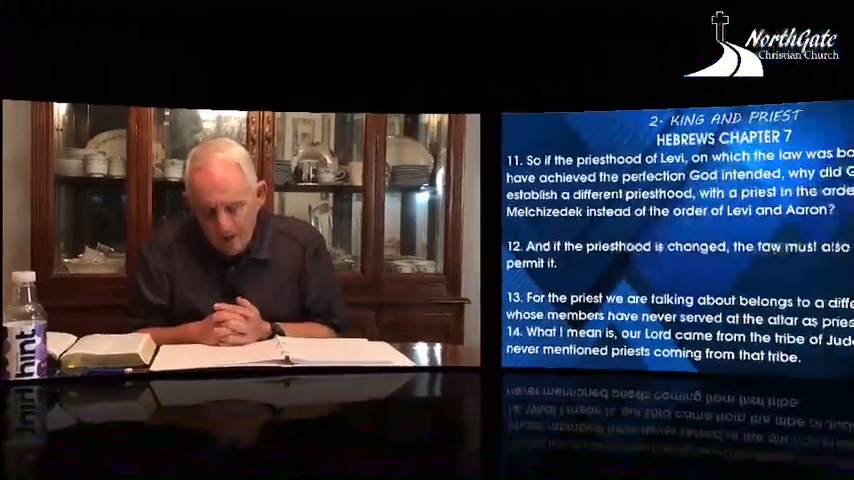 NorthGate
Christian Church
2- KING AND PRIEST
HEBREWS CHAPTER 7
11. So if the priesthood of Levi, on which the law was ba
have achieved the perfection God intended, why did G
establish a different priesthood, with a priest in the orde
Melchizedek instead of the order of Levi and Aaron?
12. And if the priesthood is changed, the law must also
permit it.
13. For the priest we are talking about belongs to a diffe
whose members have never served at the altar as pries
14. What I mean is, our Lord came from the tribe of Jud
never mentioned priests coming from that tribe.
hint